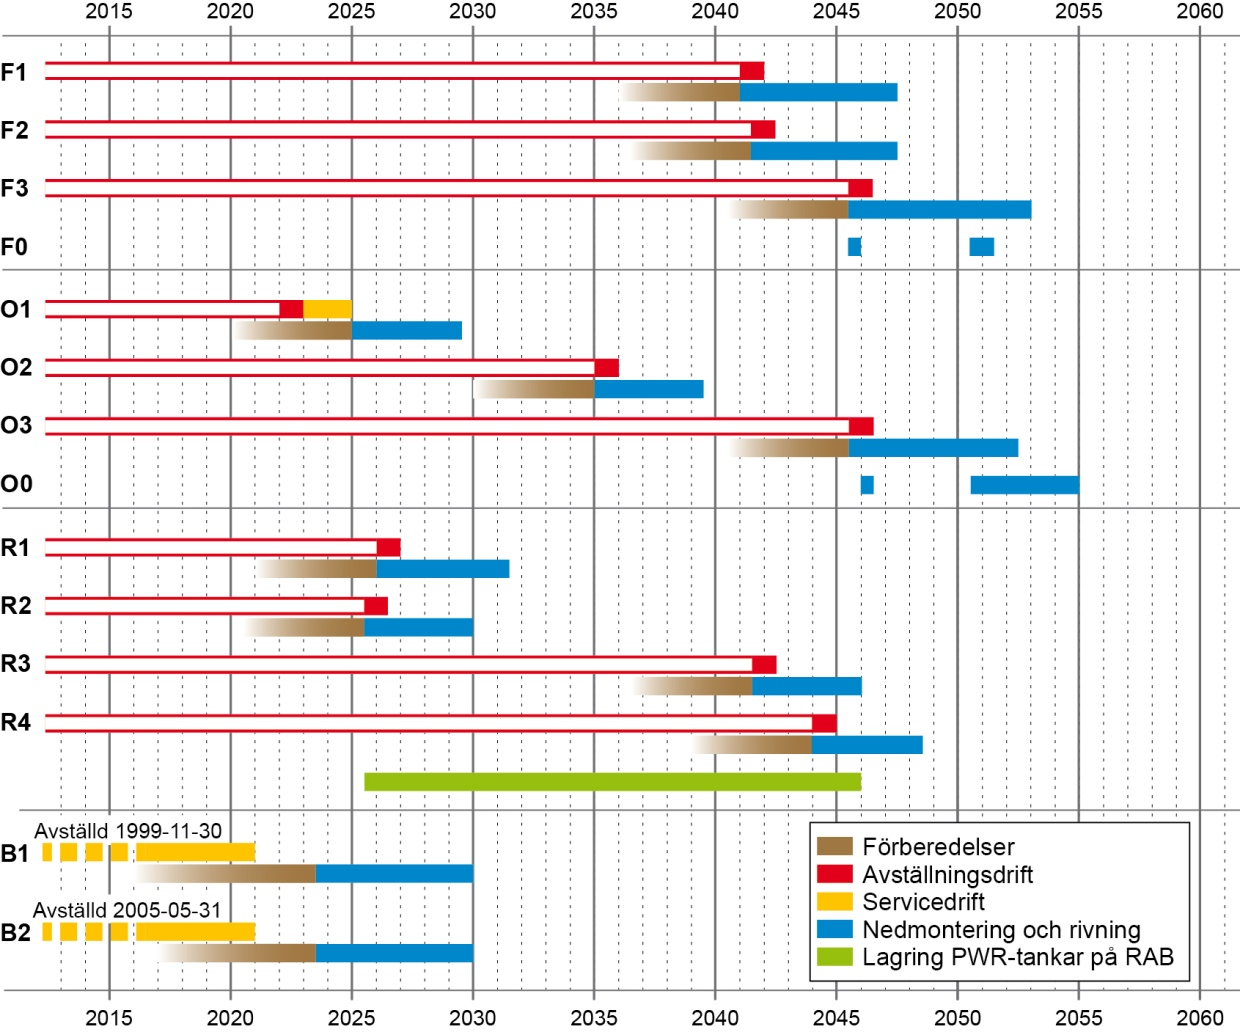 2015 2020 2025 2030 2035 2040 2045 2050 2055 2060
F1
F2
F3
F0
O1
O2
O3
O0
R1
R2
R3
R4
Avställd 1999-11-30
B1
Avställd 2005-05-31
B2
Förberedelser
Avställningsdrift
Servicedrift
Nedmontering och rivning
Lagring PWR-tankar på RAB
2015 2020 2025 2030 2035 2040 2045 2050 2055 2060